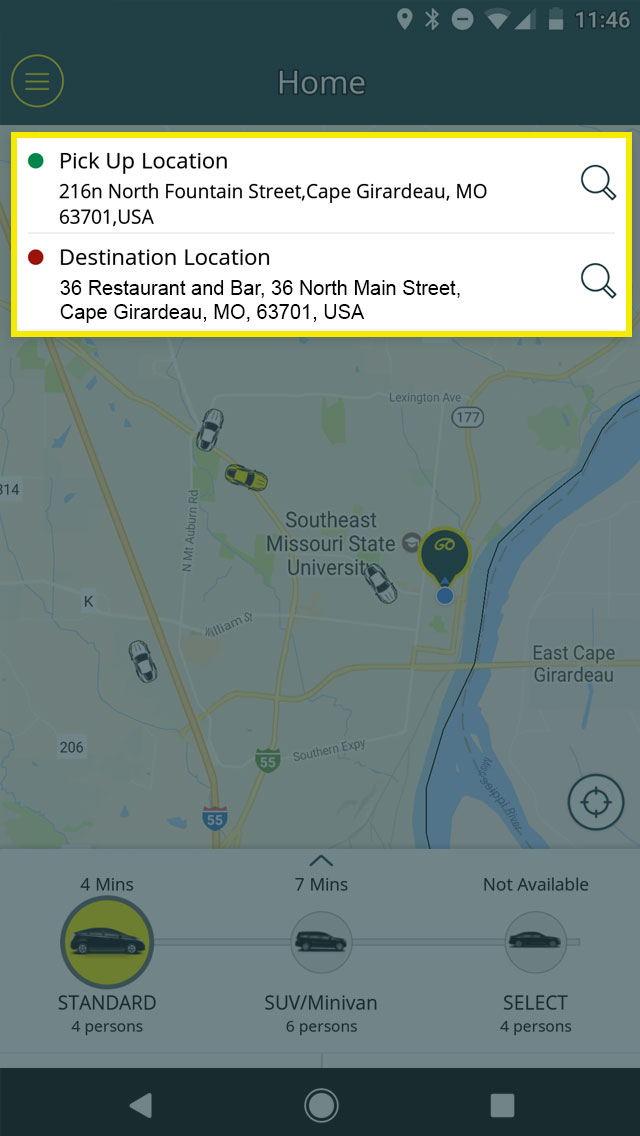 11:46
Home
Pick Up Location
216n North Fountain Street,Cape Girardeau, MO
63701,USA
Destination Location
36 Restaurant and Bar, 36 North Main Street,
Cape Girardeau, MO, 63701, USA
Lexington Ave
177
314
N Mt Auburn Rd
Southeast
Missouri State
University
GO
K
William St
East Cape
Girardeau
206
55
Southern Expy
55
Mississippi River
4 Mins
7 Mins
Not Available
STANDARD
SUV/Minivan
SELECT
4 persons
6 persons
4 persons